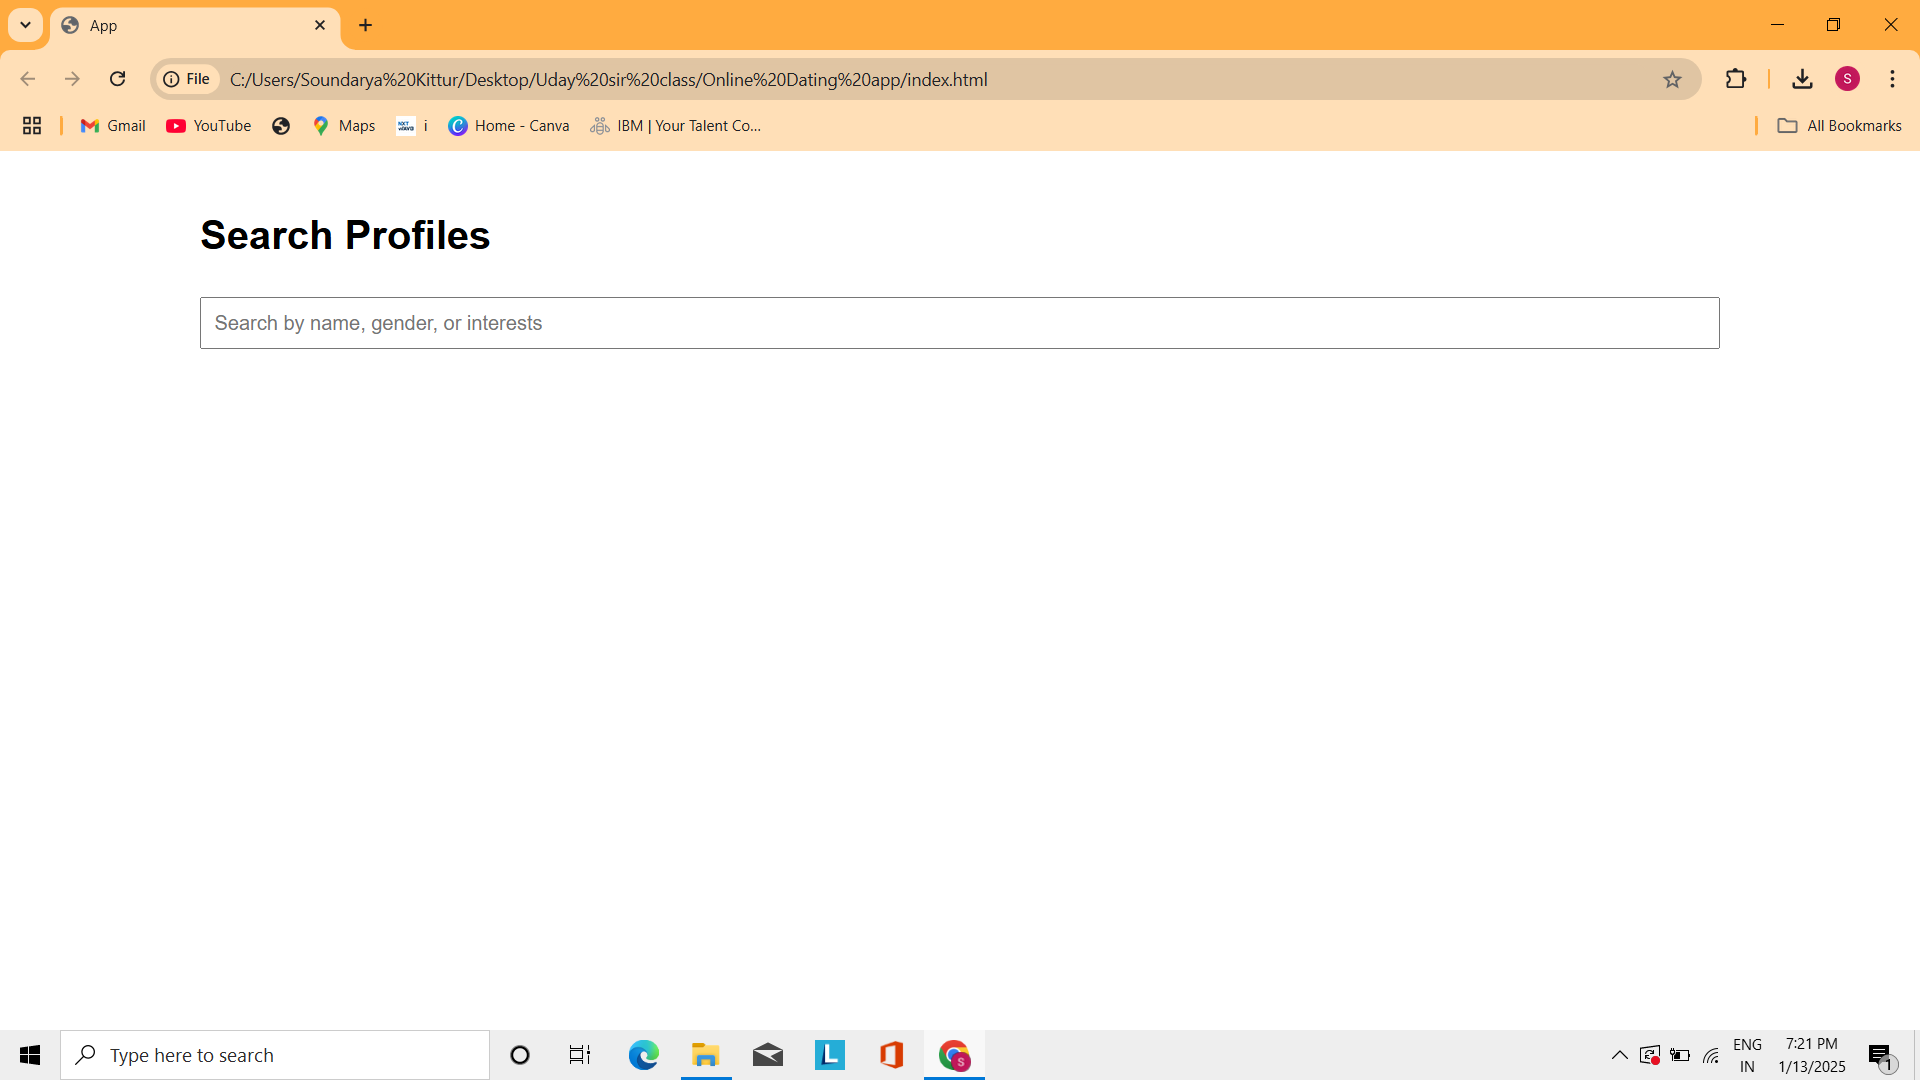 App
File
C:/Users/Soundarya%20Kittur/Desktop/Uday%20sir%20class/Online%20Dating%20app/index.html
S
Gmail
YouTube
Maps
i
Home - Canva
IBM | Your Talent Co...
All Bookmarks
Search Profiles
Search by name, gender, or interests
Type here to search
L
S
ENG
IN
7:21 PM
1/13/2025
1